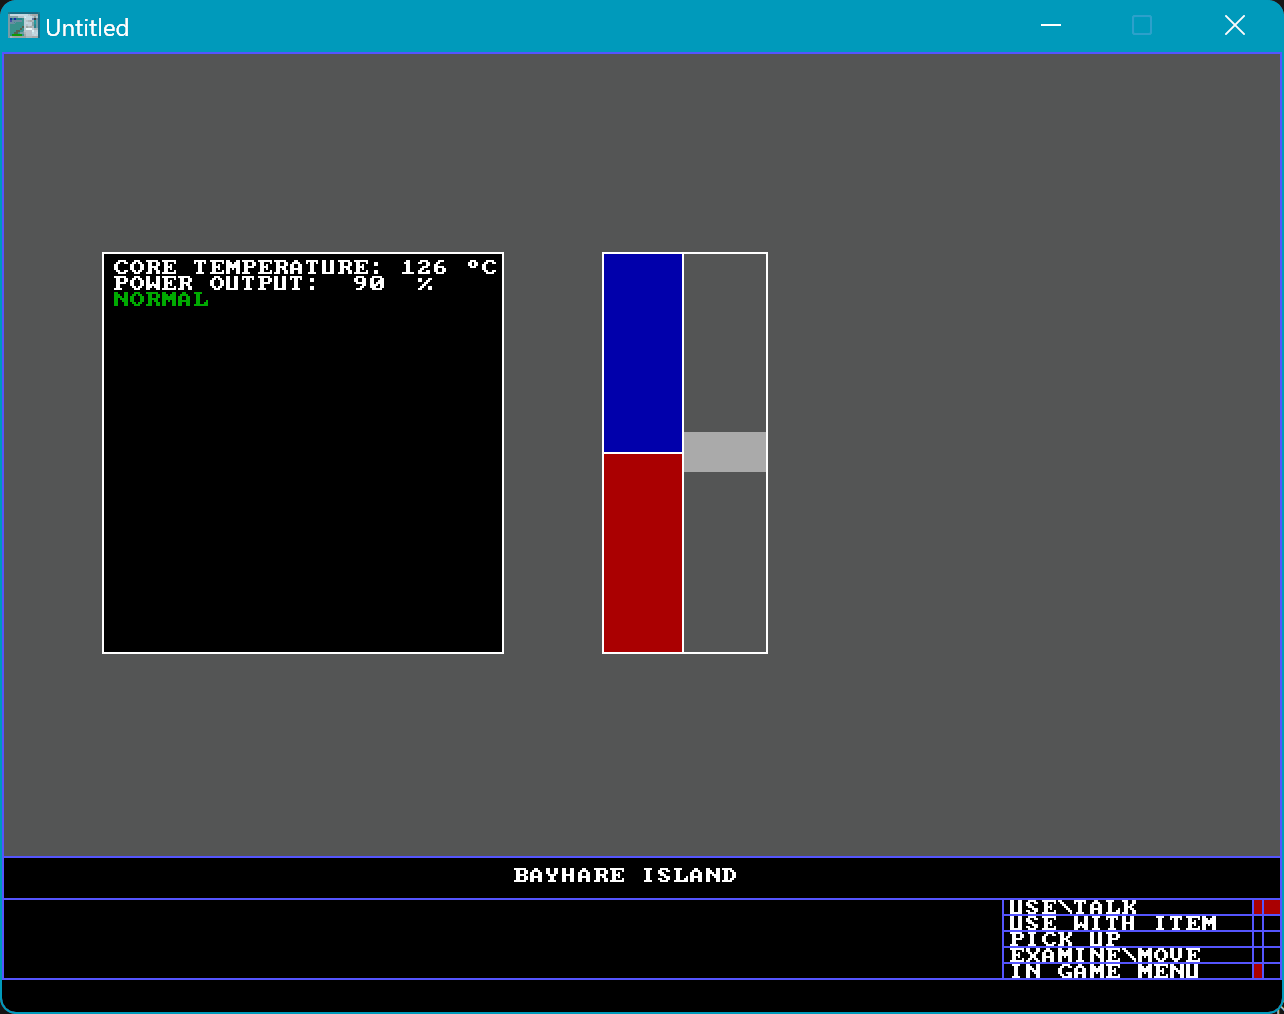 Untitled
CORE TEMPERATURE: 126 °C
POWER OUTPUT: 90 %
NORMAL
BAYHARE ISLAND
USE\TALK
USE WITH ITEM
PICK UP
EXAMINE\MOVE
IN GAME MENU